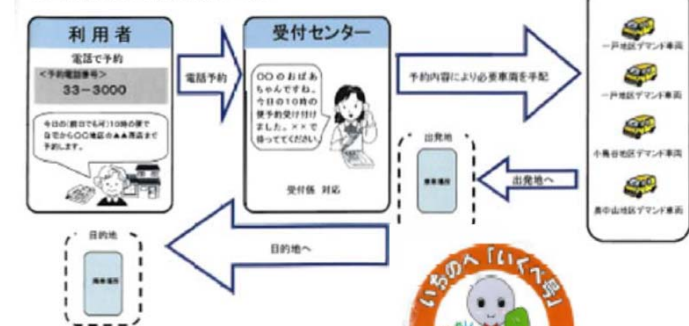 利用者
電話で予約
<予約電話番号>
33-3000
今日の(前日でも可)10時の便で
自宅から〇〇地区の▲▲商店まで
予約します。
電話予約
受付センター
〇〇のおばあ
ちゃんですね。
今日の10時の
便予約受け付け
ました。××で
待っててください。
受付係 対応
予約内容により必要車両を手配
一戸地区デマンド車両
一戸地区デマンド車両
小鳥谷地区デマンド車両
奥中山地区デマンド車両
出発地
出発地へ
目的地へ
目的地
いちのへ「いくべ号」